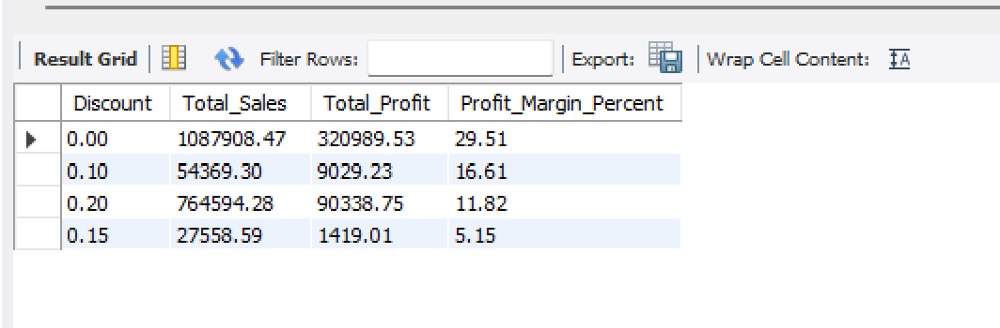 Result Grid Filter Rows: Export: Wrap Cell Content: IA
Discount Total_Sales Total_Profit Profit_Margin_Percent
0.00 1087908.47 320989.53 29.51
0.10 54369.30 9029.23 16.61
0.20 764594.28 90338.75 11.82
0.15 27558.59 1419.01 5.15